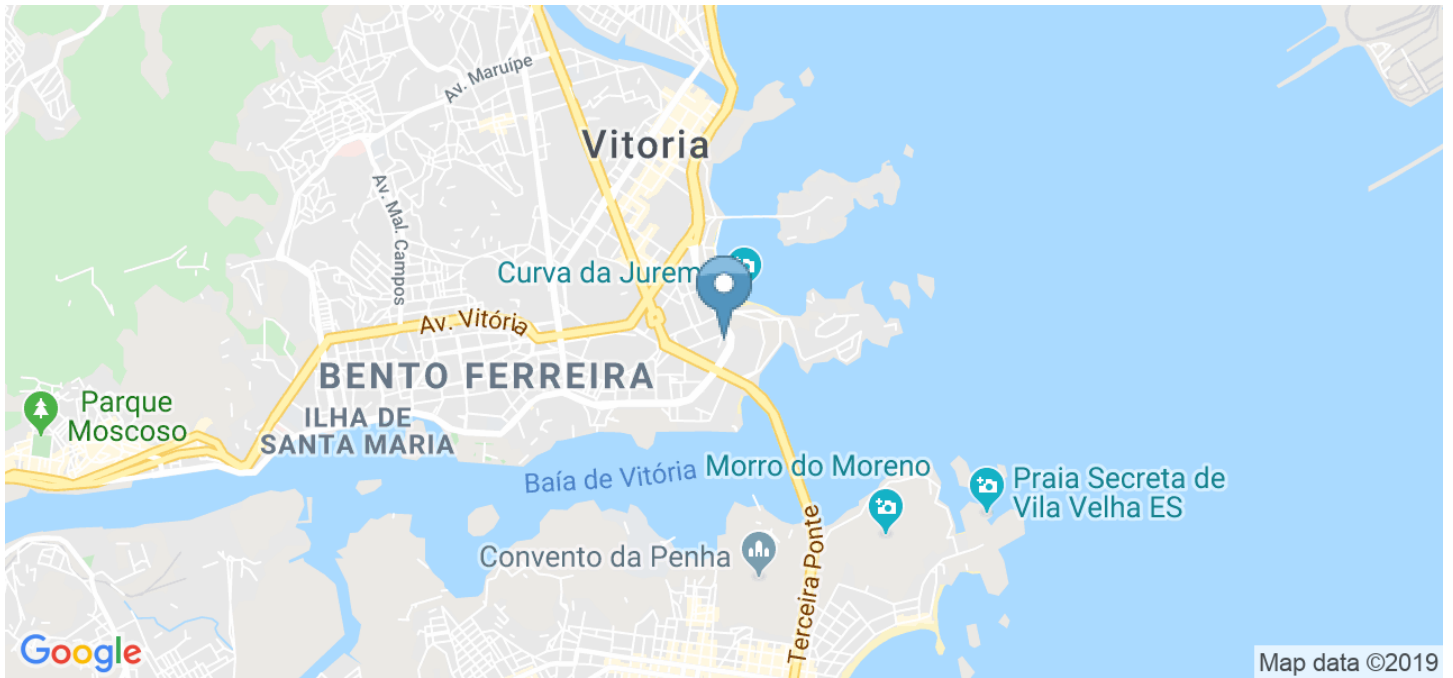 Av. Maruípe
Vitoria
Av. Mal. Campos
Curva da Jurem
Av. Vitória
BENTO FERREIRA
Parque
Moscoso
ILHA DE
SANTA MARIA
Baía de Vitória
Morro do Moreno
Praia Secreta de
Vila Velha ES
Convento da Penha
Terceira Ponte
Google
Map data ©2019